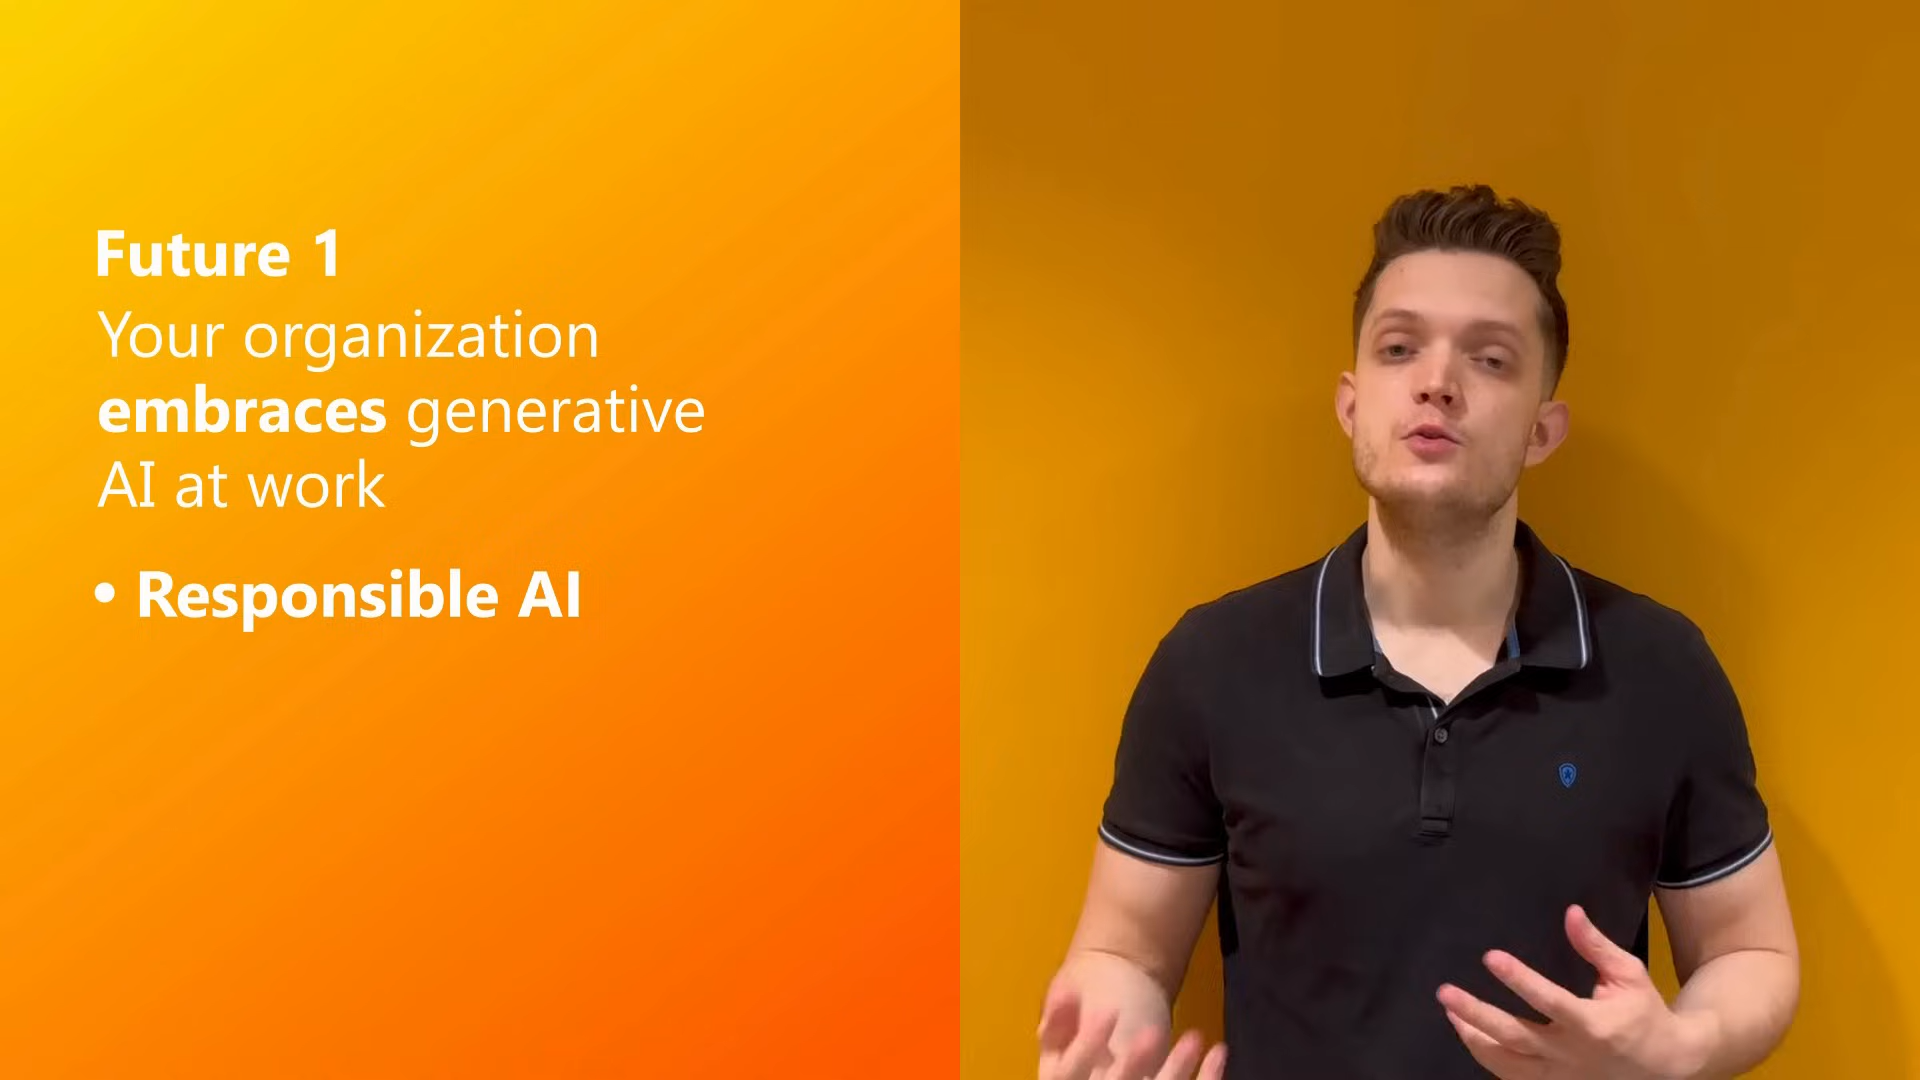 Future 1
Your organization
embraces generative
AI at work
• Responsible AI